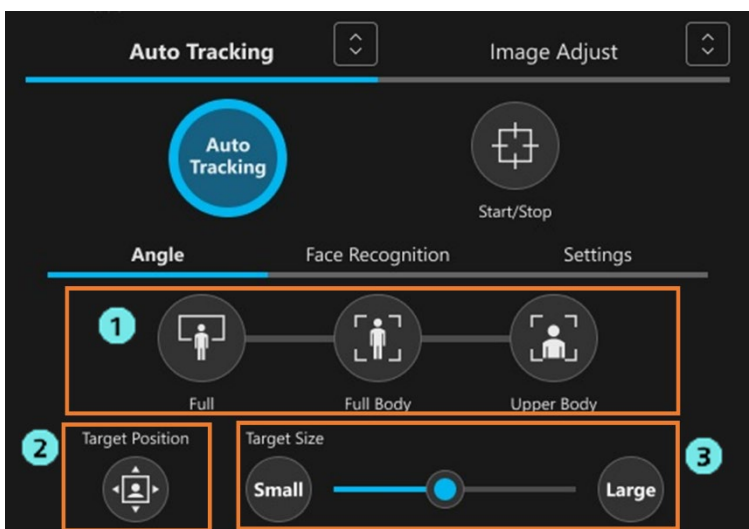 Auto Tracking
Image Adjust
Auto
Tracking
Start/Stop
Angle
Face Recognition
Settings
1
Full
Full Body
Upper Body
2
Target Position
Target Size
Small
Large
3